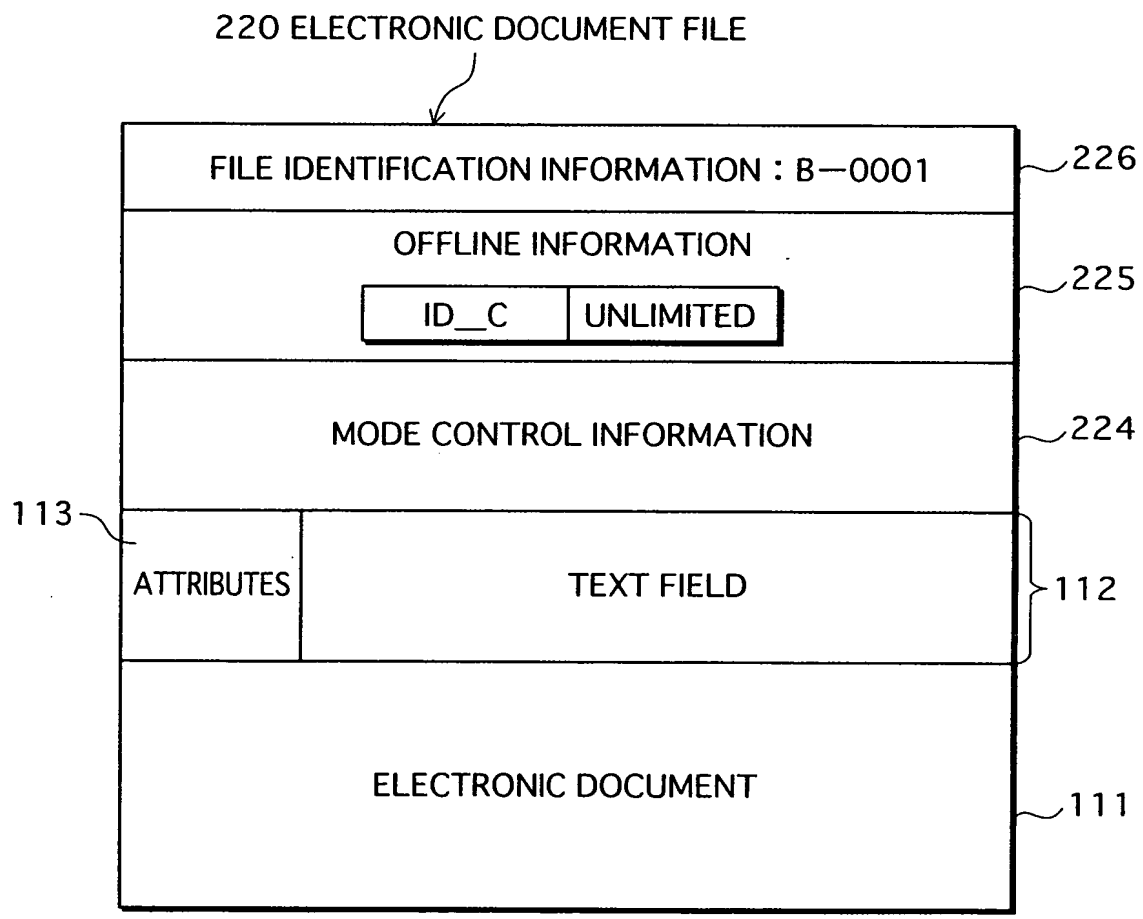 220 ELECTRONIC DOCUMENT FILE
FILE IDENTIFICATION INFORMATION : B—0001
226
OFFLINE INFORMATION
225
ID__C UNLIMITED
MODE CONTROL INFORMATION
224
113
ATTRIBUTES
TEXT FIELD
112
ELECTRONIC DOCUMENT
111